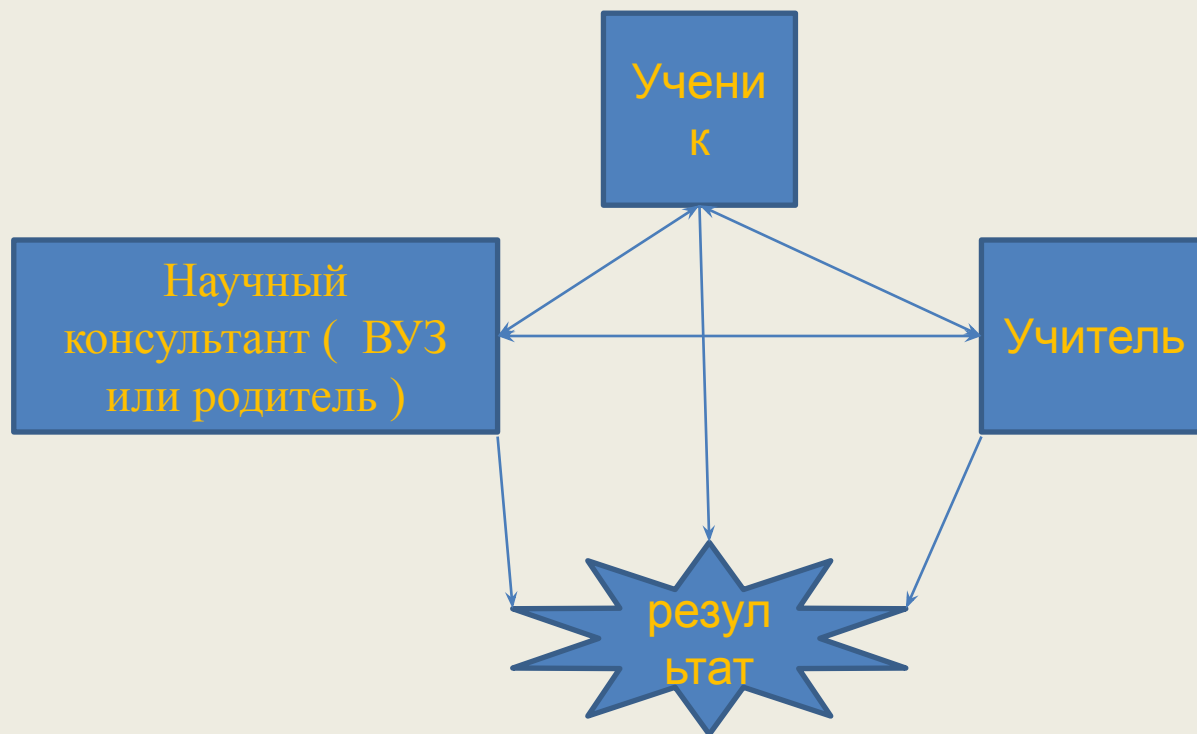 Учени
к
Научный
консультант ( ВУЗ
или родитель )
Учитель
резул
ьтат